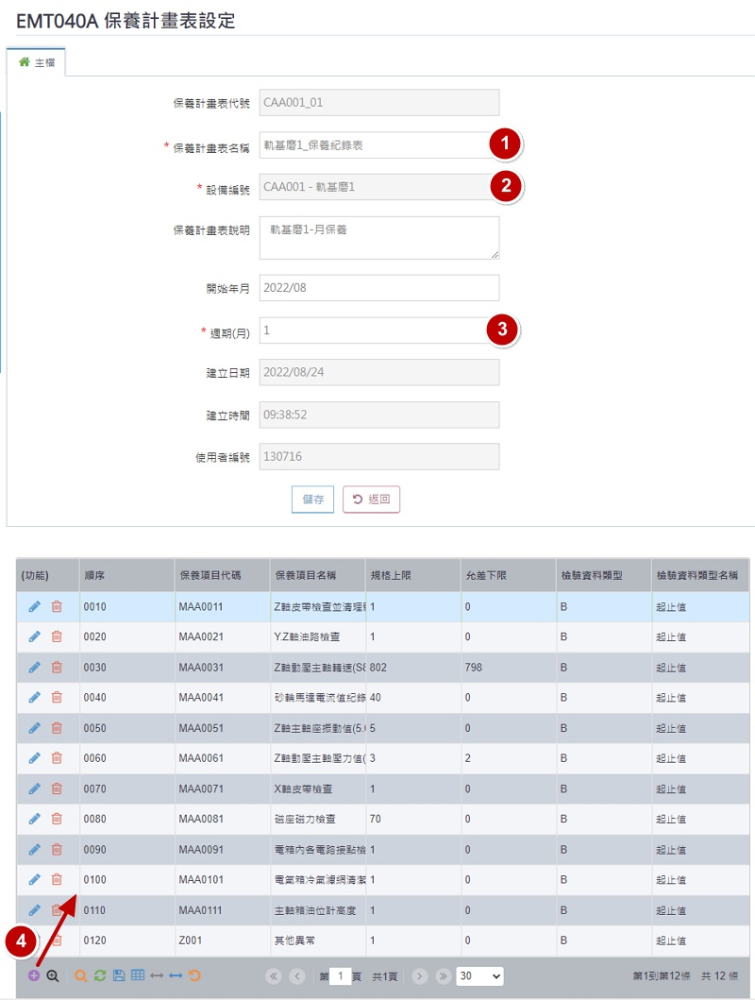 EMT040A 保養計畫表設定
主檔
保養計畫表代號 CAA001_01
* 保養計畫表名稱 軌基磨1_保養紀錄表 1
* 設備編號 CAA001 - 軌基磨1 2
保養計畫表說明 軌基磨1-月保養
開始年月 2022/08
* 週期(月) 1 3
建立日期 2022/08/24
建立時間 09:38:52
使用者編號 130716
儲存 返回
(功能) 順序 保養項目代碼 保養項目名稱 規格上限 允差下限 檢驗資料類型 檢驗資料類型名稱
0010 MAA0011 Z軸皮帶檢查並清理 1 0 B 起止值
0020 MAA0021 Y.Z軸油路檢查 1 0 B 起止值
0030 MAA0031 Z軸動壓主軸轉速(S8 802 798 B 起止值
0040 MAA0041 砂輪馬達電流值紀錄 40 0 B 起止值
0050 MAA0051 Z軸主軸座振動值(5. 5 0 B 起止值
0060 MAA0061 Z軸動壓主軸壓力值( 3 2 B 起止值
0070 MAA0071 X軸皮帶檢查 1 0 B 起止值
0080 MAA0081 磁座磁力檢查 70 0 B 起止值
0090 MAA0091 電箱內各電路接點檢 1 0 B 起止值
0100 MAA0101 電氣箱冷氣濾網清潔 1 0 B 起止值
0110 MAA0111 主軸箱油位計高度 1 0 B 起止值
0120 Z001 其他異常 1 0 B 起止值
4
第 1 頁 共1頁 30 第1到第12條 共 12 條